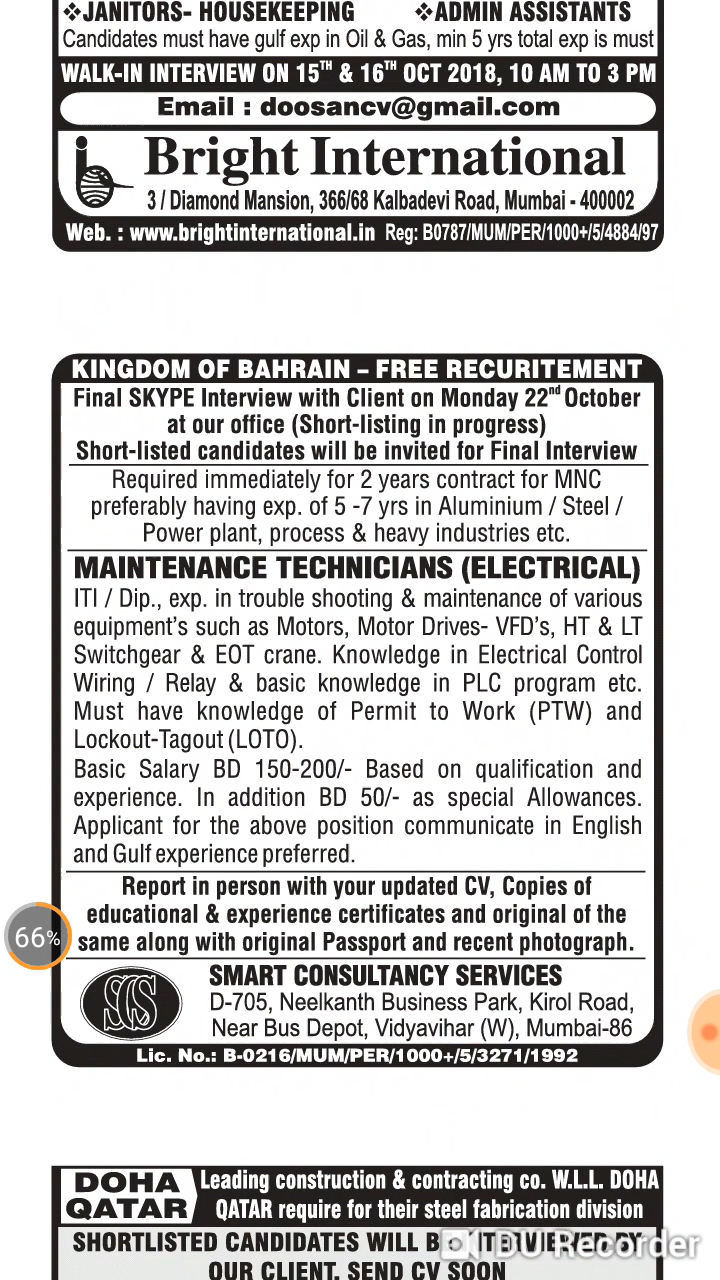 ❖JANITORS- HOUSEKEEPING ❖ADMIN ASSISTANTS
Candidates must have gulf exp in Oil & Gas, min 5 yrs total exp is must
WALK-IN INTERVIEW ON 15TH & 16TH OCT 2018, 10 AM TO 3 PM
Email : doosancv@gmail.com
Bright International
3 / Diamond Mansion, 366/68 Kalbadevi Road, Mumbai - 400002
Web. : www.brightinternational.in Reg: B0787/MUM/PER/1000+/5/4884/97
KINGDOM OF BAHRAIN – FREE RECURITEMENT
Final SKYPE Interview with Client on Monday 22nd October
at our office (Short-listing in progress)
Short-listed candidates will be invited for Final Interview
Required immediately for 2 years contract for MNC
preferably having exp. of 5 -7 yrs in Aluminium / Steel /
Power plant, process & heavy industries etc.
MAINTENANCE TECHNICIANS (ELECTRICAL)
ITI / Dip., exp. in trouble shooting & maintenance of various
equipment's such as Motors, Motor Drives- VFD's, HT & LT
Switchgear & EOT crane. Knowledge in Electrical Control
Wiring / Relay & basic knowledge in PLC program etc.
Must have knowledge of Permit to Work (PTW) and
Lockout-Tagout (LOTO).
Basic Salary BD 150-200/- Based on qualification and
experience. In addition BD 50/- as special Allowances.
Applicant for the above position communicate in English
and Gulf experience preferred.
Report in person with your updated CV, Copies of
educational & experience certificates and original of the
66%
same along with original Passport and recent photograph.
SCS
SMART CONSULTANCY SERVICES
D-705, Neelkanth Business Park, Kirol Road,
Near Bus Depot, Vidyavihar (W), Mumbai-86
Lic. No.: B-0216/MUM/PER/1000+/5/3271/1992
DOHA QATAR
Leading construction & contracting co. W.L.L. DOHA
QATAR require for their steel fabrication division
SHORTLISTED CANDIDATES WILL BE INTERVIEWED BY
DU Recorder
OUR CLIENT. SEND CV SOON